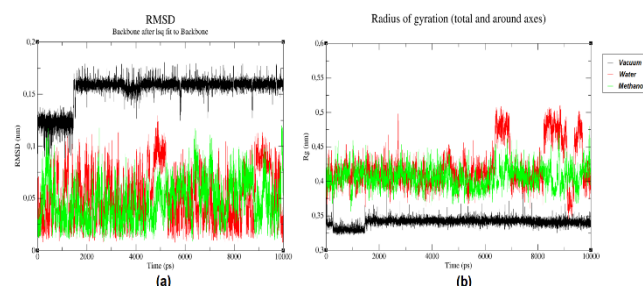 RMSD
Backbone after lsq fit to Backbone
0,2
0,15
0,1
0,05
0
RMSD (nm)
0 2000 4000 6000 8000 10000
Time (ps)
(a)
Radius of gyration (total and around axes)
0,6
0,55
0,5
0,45
0,4
0,35
0,3
Rg (nm)
0 2000 4000 6000 8000 10000
Time (ps)
(b)
Vacuum
Water
Methanol